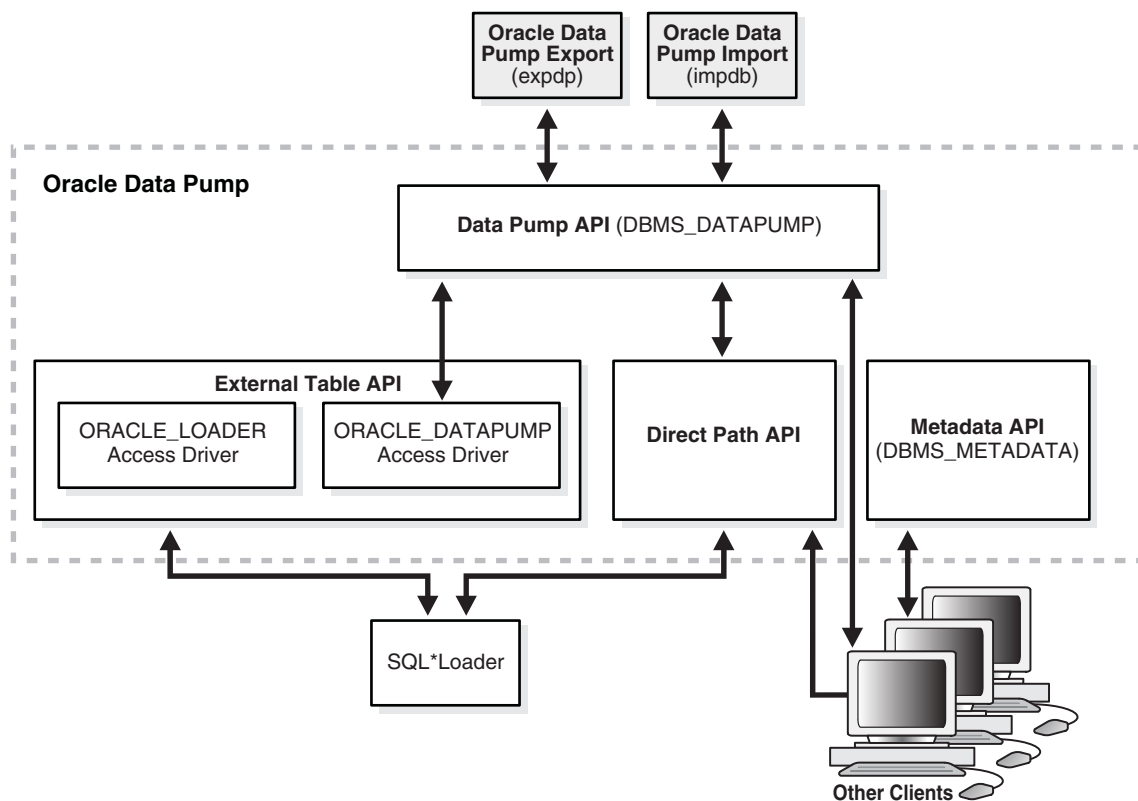 Oracle Data
Pump Export
(expdp)
Oracle Data
Pump Import
(impdb)
Oracle Data Pump
Data Pump API (DBMS_DATAPUMP)
External Table API
ORACLE_LOADER
Access Driver
ORACLE_DATAPUMP
Access Driver
Direct Path API
Metadata API
(DBMS_METADATA)
SQL*Loader
Other Clients